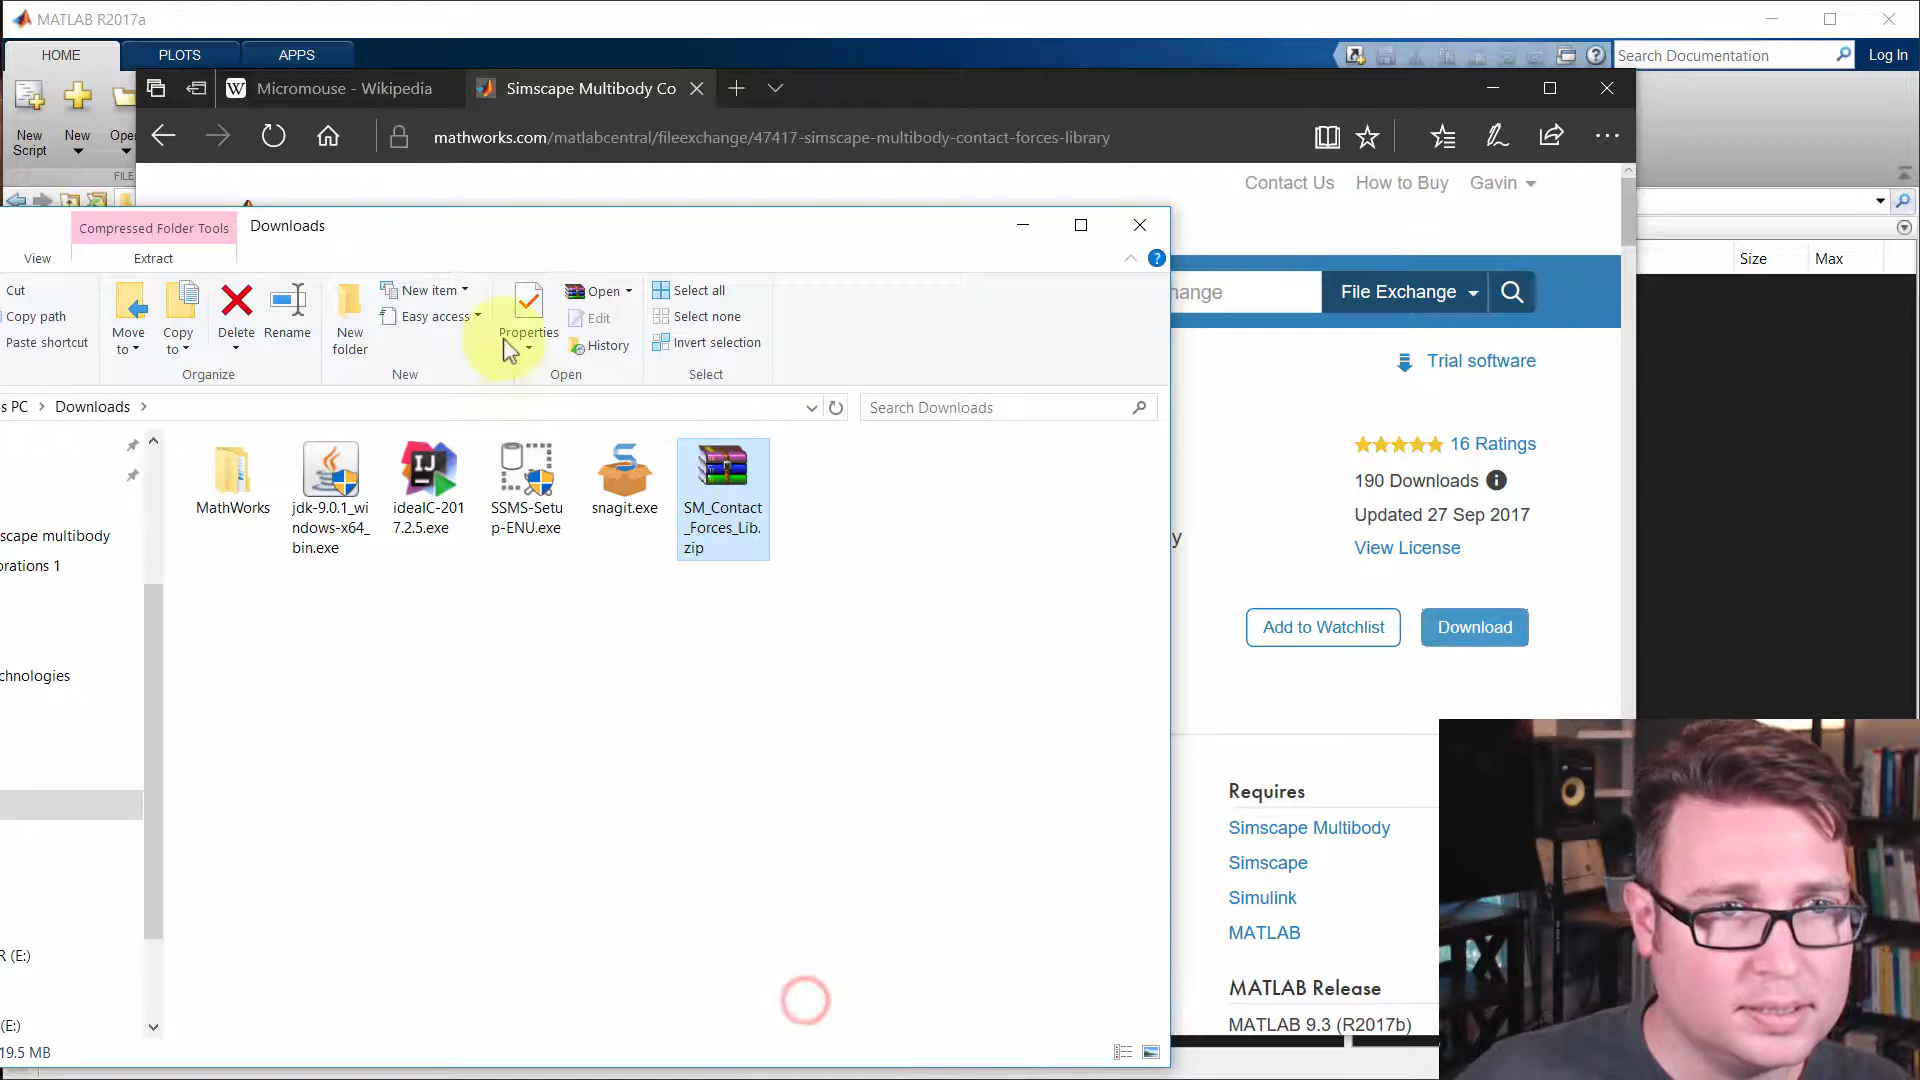 MATLAB R2017a
HOME PLOTS APPS
Search Documentation
Log In
Micromouse - Wikipedia
Simscape Multibody Co
New Script
New
Open
FILE
mathworks.com/matlabcentral/fileexchange/47417-simscape-multibody-contact-forces-library
Contact Us How to Buy Gavin
Compressed Folder Tools
Downloads
View
Extract
Size Max
Cut
Copy path
Paste shortcut
Move to
Copy to
Delete
Rename
Organize
New folder
New item
Easy access
New
Properties
Open
Edit
History
Open
Select all
Select none
Invert selection
Select
hange
File Exchange
Trial software
s PC > Downloads >
Search Downloads
MathWorks
jdk-9.0.1_windows-x64_bin.exe
ideaIC-2017.2.5.exe
SSMS-Setup-ENU.exe
snagit.exe
SM_Contact_Forces_Lib.zip
16 Ratings
190 Downloads
Updated 27 Sep 2017
View License
y
scape multibody
orations 1
chnologies
R (E:)
(E:)
19.5 MB
Add to Watchlist
Download
Requires
Simscape Multibody
Simscape
Simulink
MATLAB
MATLAB Release
MATLAB 9.3 (R2017b)